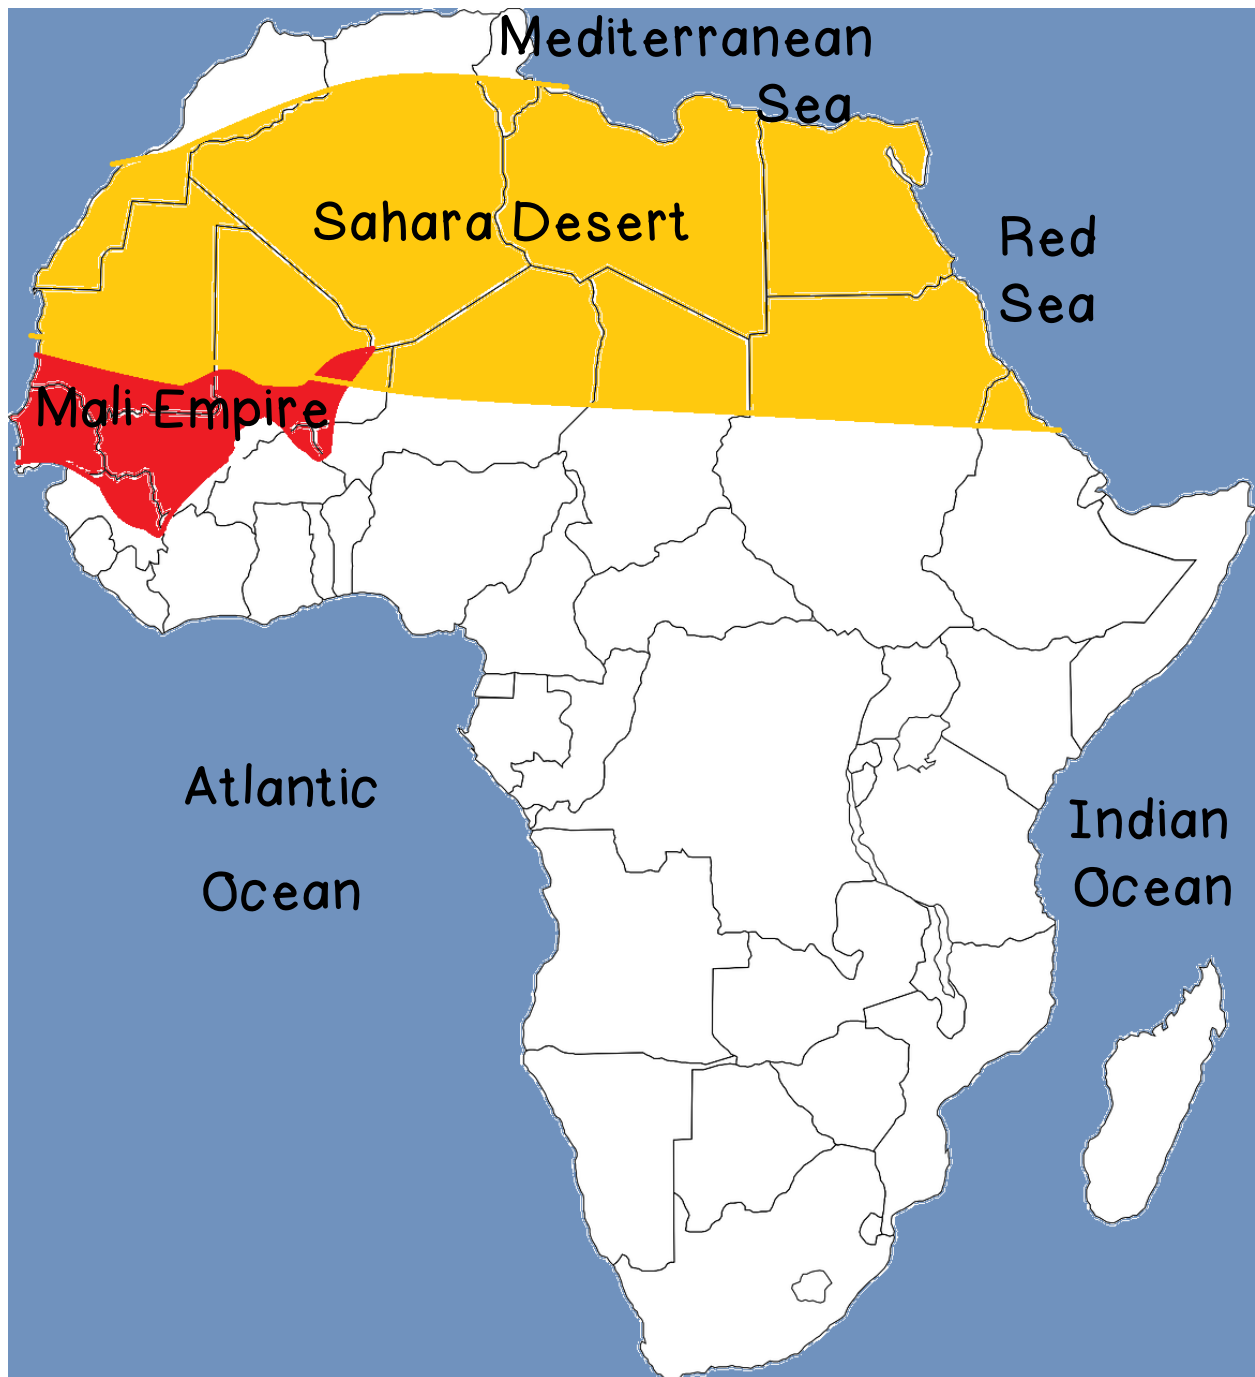 Mediterranean
Sea
Sahara Desert
Red
Sea
Mali Empire
Atlantic
Ocean
Indian
Ocean